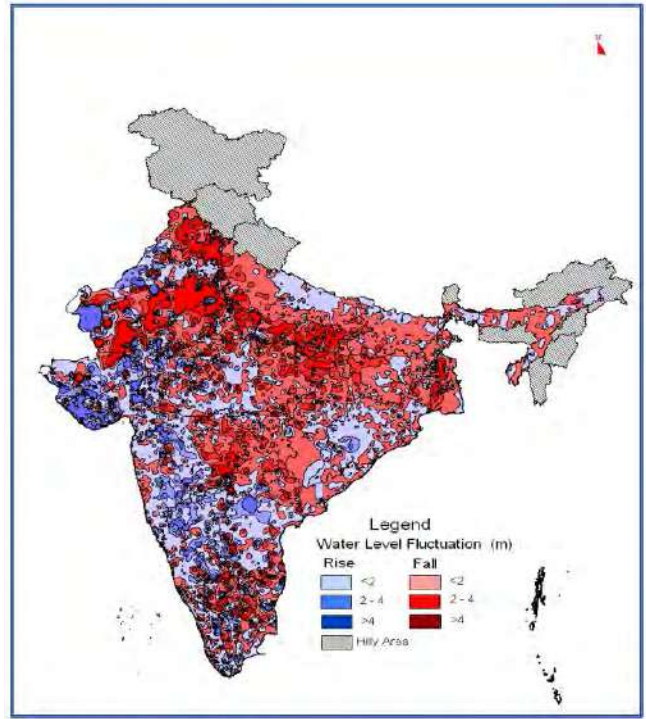 Legend
Water Level Fluctuation (m)
Rise Fall
<2 <2
2 - 4 2 - 4
>4 >4
Hilly Area